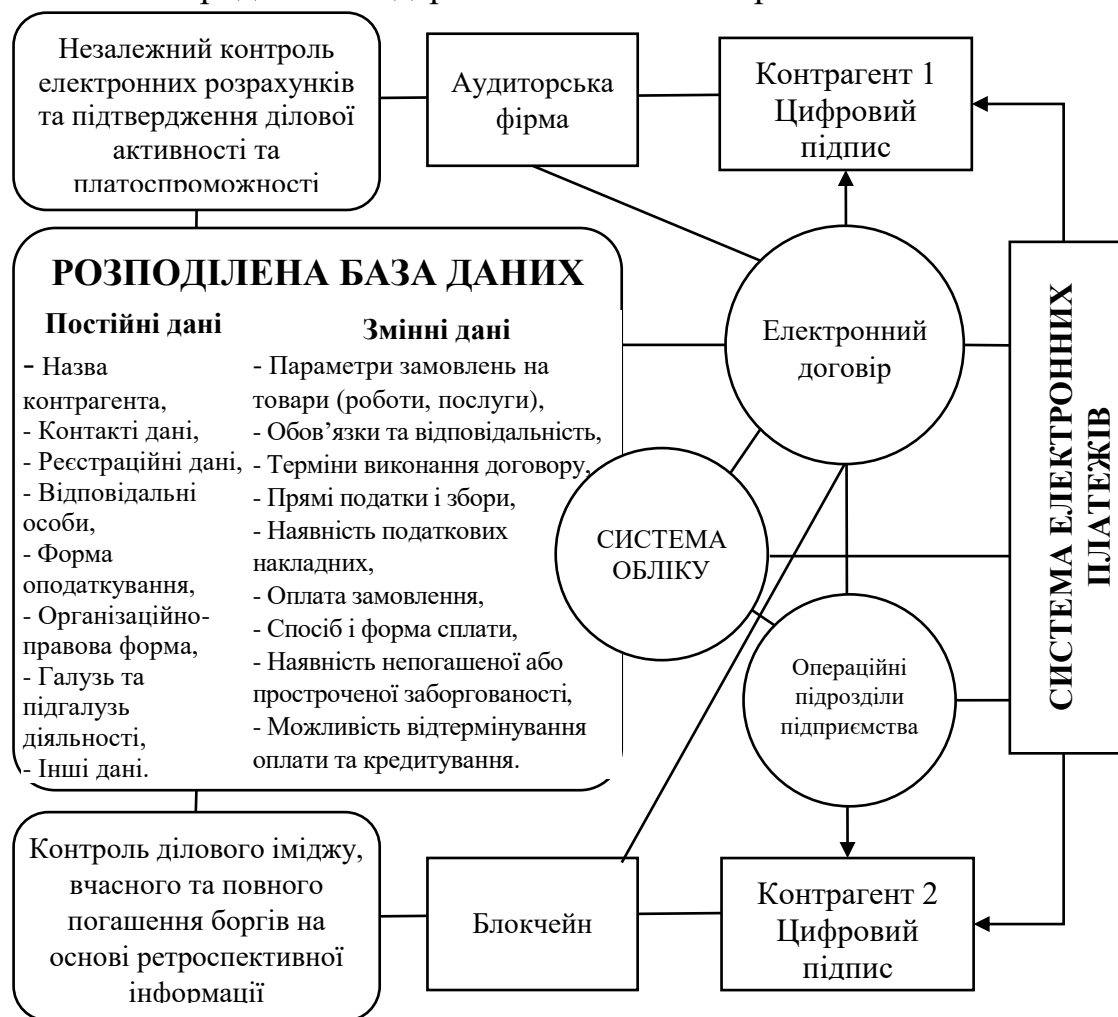 Незалежний контроль
електронних розрахунків
та підтвердження ділової
активності та
платоспроможності
Аудиторська
фірма
Контрагент 1
Цифровий
підпис
РОЗПОДІЛЕНА БАЗА ДАНИХ
Постійні дані
- Назва
контрагента,
- Контакті дані,
- Реєстраційні дані,
- Відповідальні
особи,
- Форма
оподаткування,
- Організаційно-
правова форма,
- Галузь та
підгалузь
діяльності,
- Інші дані.
Змінні дані
- Параметри замовлень на
товари (роботи, послуги),
- Обов’язки та відповідальність,
- Терміни виконання договору,
- Прямі податки і збори,
- Наявність податкових
накладних,
- Оплата замовлення,
- Спосіб і форма сплати,
- Наявність непогашеної або
простроченої заборгованості,
- Можливість відтермінування
оплати та кредитування.
Електронний
договір
СИСТЕМА
ОБЛІКУ
Операційні
підрозділи
підприємства
СИСТЕМА ЕЛЕКТРОННИХ
ПЛАТЕЖІВ
Контроль ділового іміджу,
вчасного та повного
погашення боргів на
основі ретроспективної
інформації
Блокчейн
Контрагент 2
Цифровий
підпис